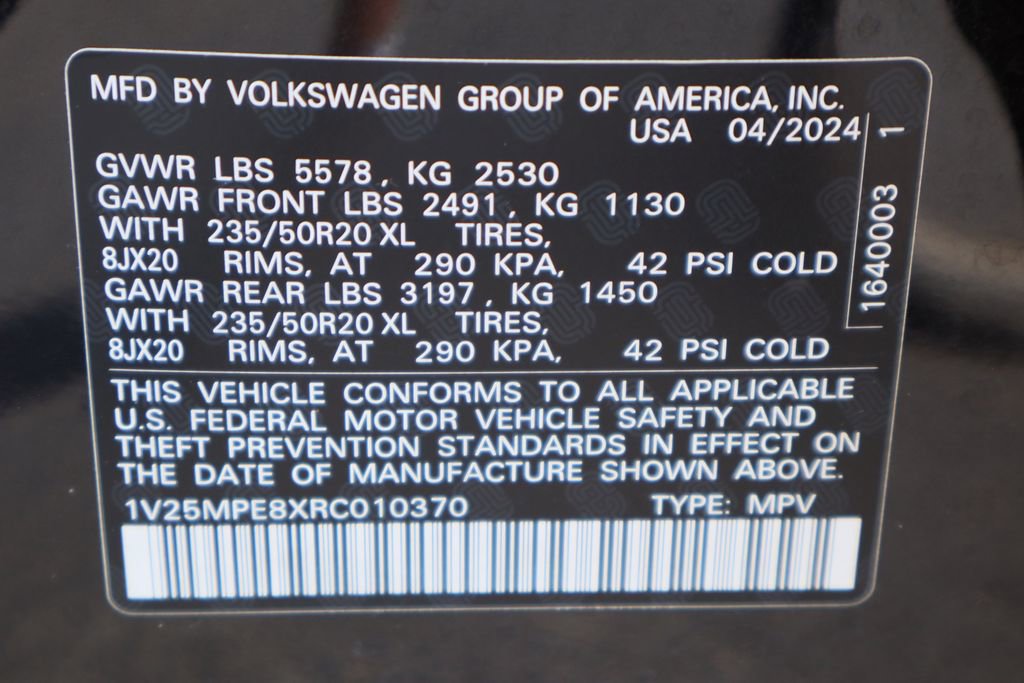 MFD BY VOLKSWAGEN GROUP OF AMERICA, INC.
USA 04/2024
GVWR LBS 5578, KG 2530
GAWR FRONT LBS 2491, KG 1130
WITH 235/50R20 XL TIRES,
8JX20 RIMS, AT 290 KPA, 42 PSI COLD
GAWR REAR LBS 3197, KG 1450
WITH 235/50R20 XL TIRES,
8JX20 RIMS, AT 290 KPA, 42 PSI COLD
1640003 1
THIS VEHICLE CONFORMS TO ALL APPLICABLE
U.S. FEDERAL MOTOR VEHICLE SAFETY AND
THEFT PREVENTION STANDARDS IN EFFECT ON
THE DATE OF MANUFACTURE SHOWN ABOVE.
1V25MPE8XRC010370 TYPE: MPV